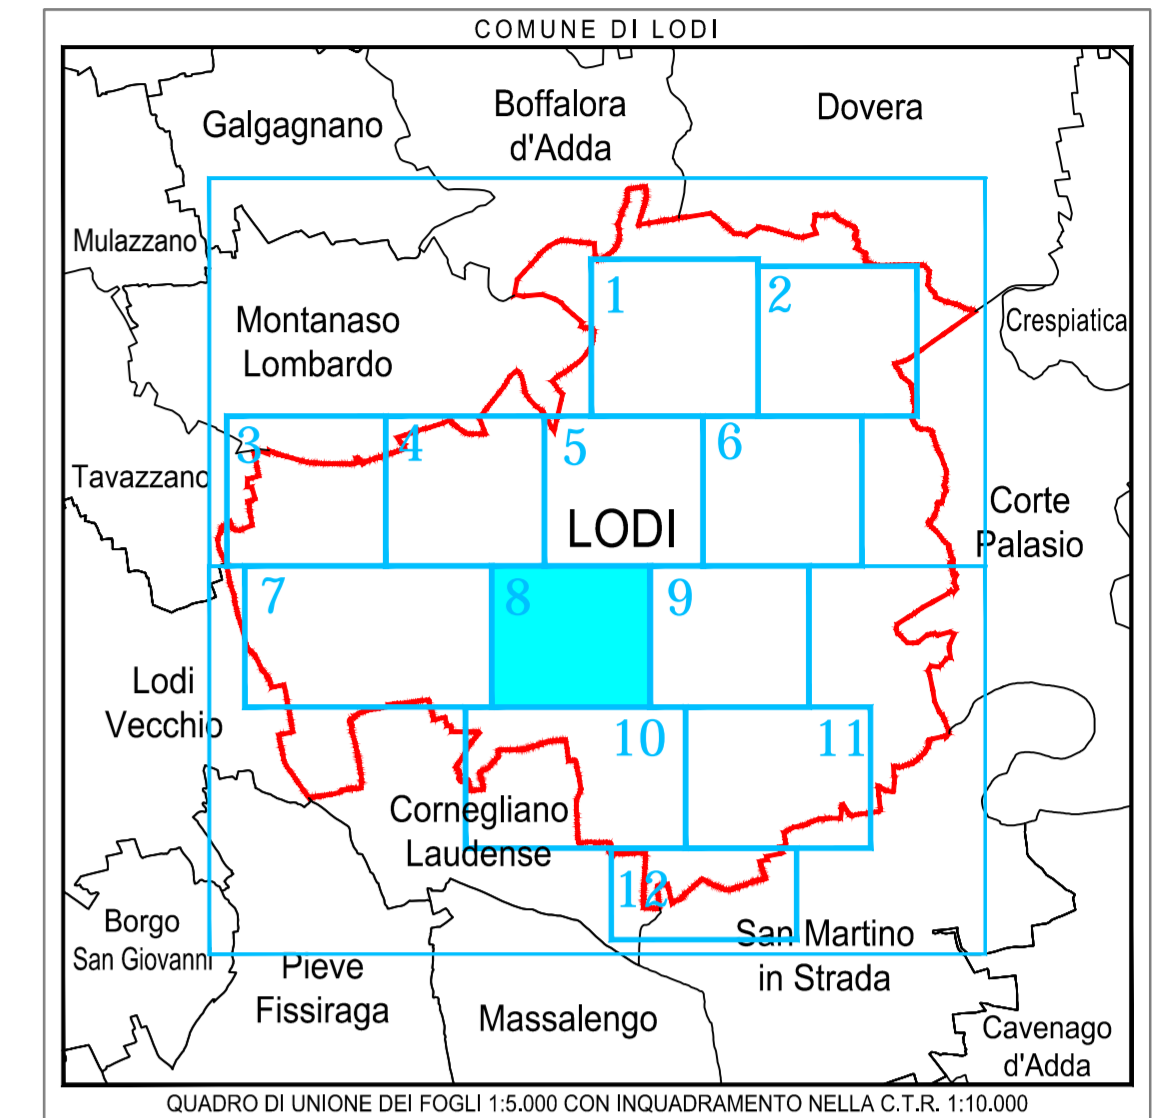 COMUNE DI LODI
Galgagnano
Boffalora
d'Adda
Dovera
Mulazzano
Montanaso
Lombardo
1
2
Crespiatica
Tavazzano
3
4
5
6
LODI
Corte
Palasio
7
8
9
Lodi
Vecchio
10
11
Cornegliano
Laudense
12
Borgo
San Giovanni
Pieve
Fissiraga
Massalengo
San Martino
in Strada
Cavenago
d'Adda
QUADRO DI UNIONE DEI FOGLI 1:5.000 CON INQUADRAMENTO NELLA C.T.R. 1:10.000